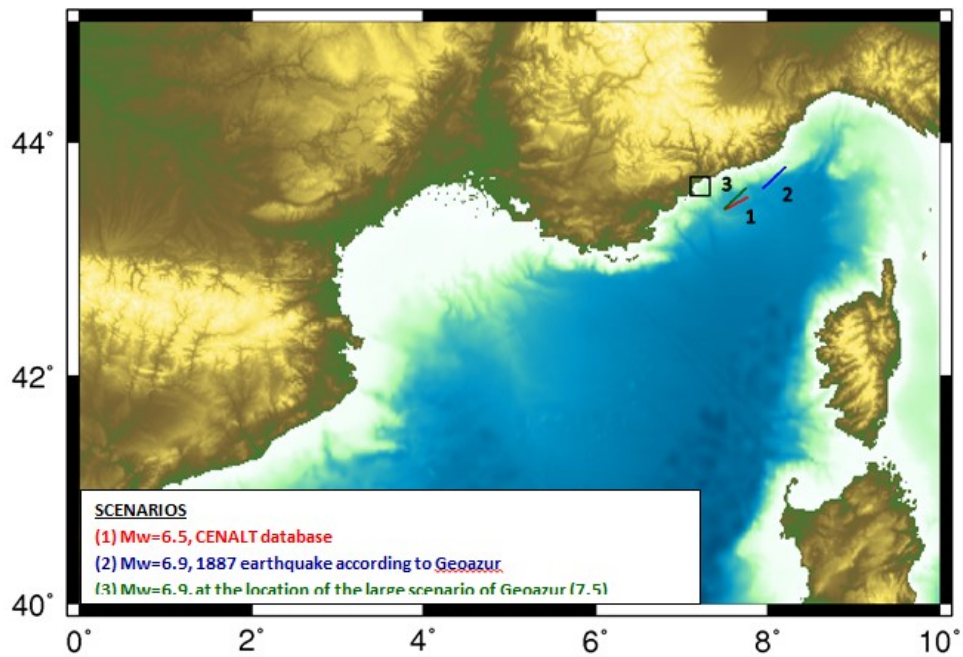 44°
3
2
1
42°
SCENARIOS
(1) Mw=6.5, CENALT database
(2) Mw=6.9, 1887 earthquake according to Geoazur
(3) Mw=6.9, at the location of the large scenario of Geoazur (7.5)
40°
0° 2° 4° 6° 8° 10°